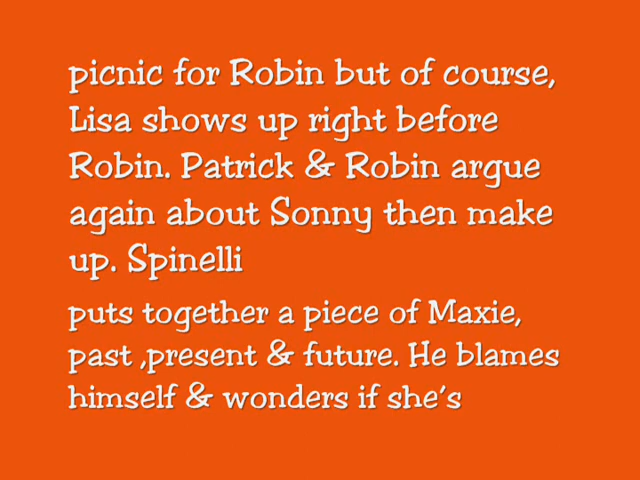 picnic for Robin but of course,
Lisa shows up right before
Robin. Patrick & Robin argue
again about Sonny then make
up. Spinelli
puts together a piece of Maxie,
past ,present & future. He blames
himself & wonders if she's